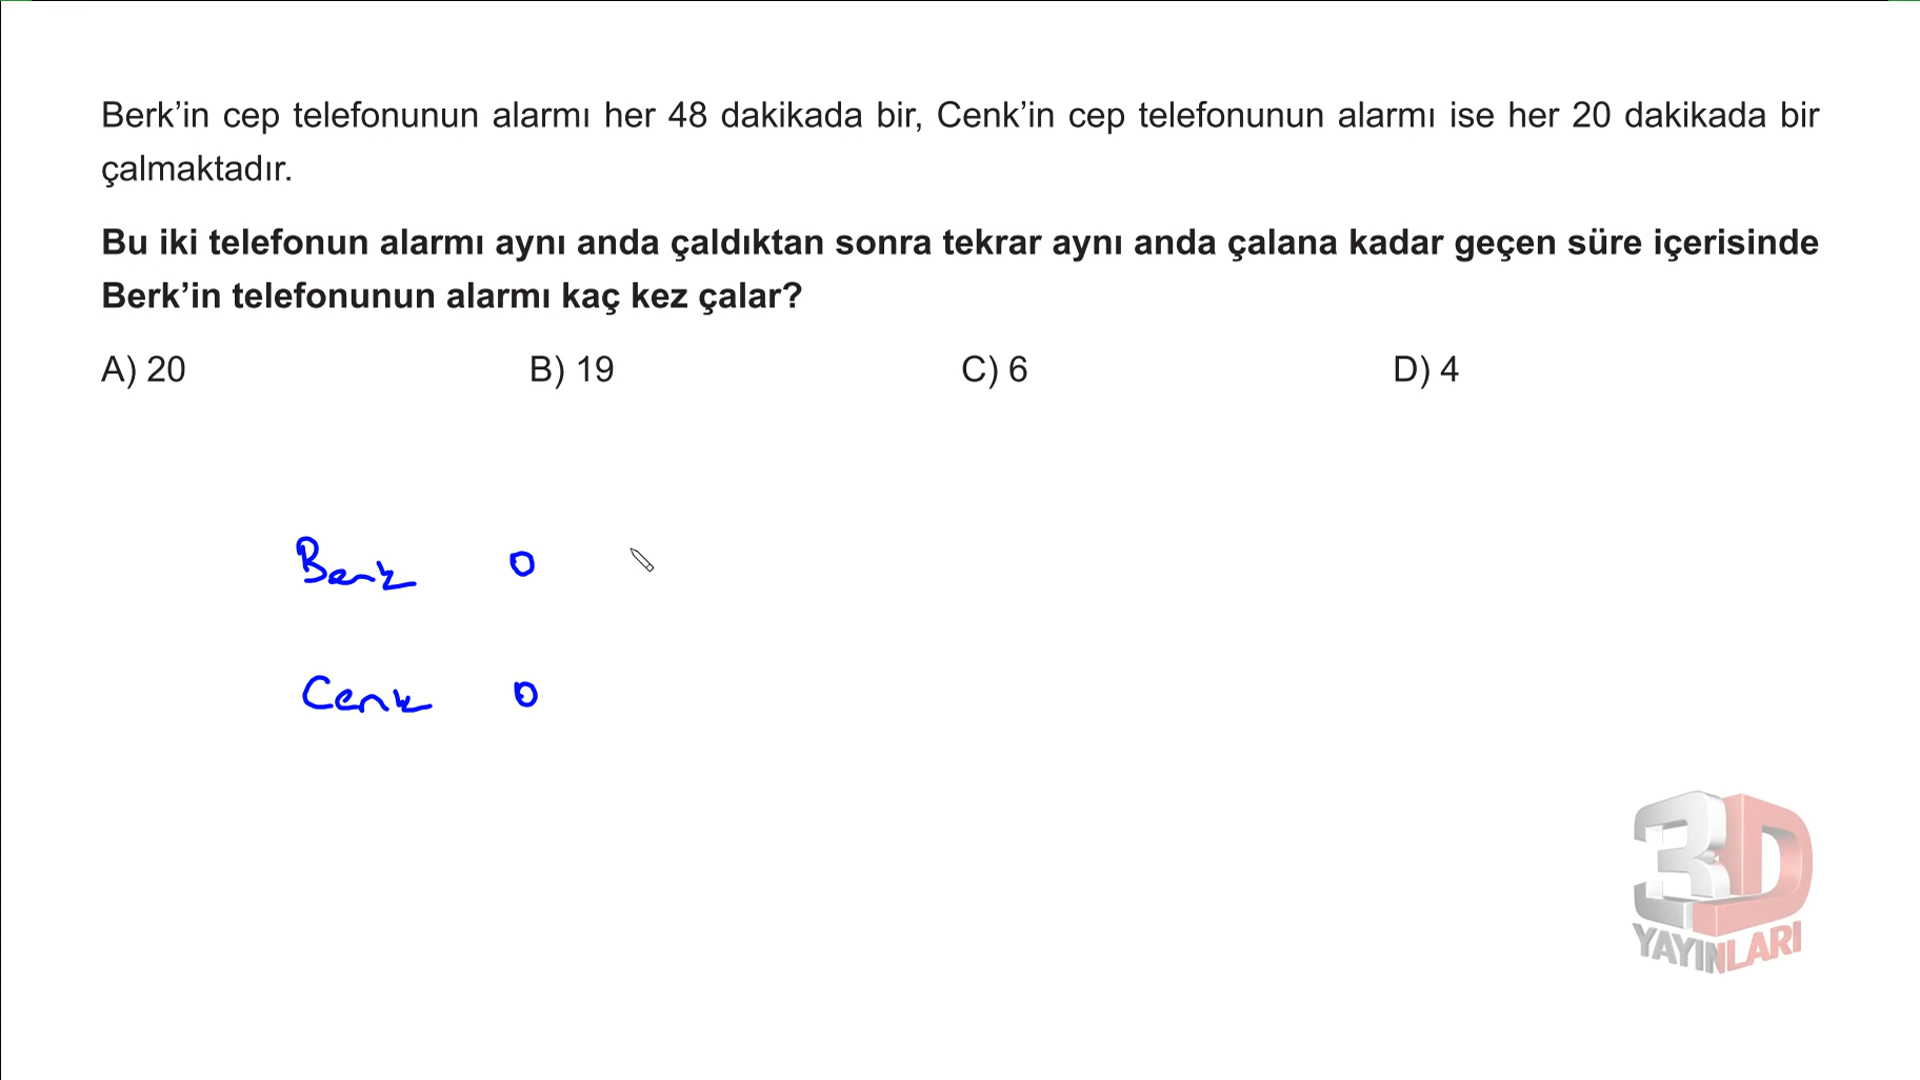 Berk’in cep telefonunun alarmı her 48 dakikada bir, Cenk’in cep telefonunun alarmı ise her 20 dakikada bir
çalmaktadır.
Bu iki telefonun alarmı aynı anda çaldıktan sonra tekrar aynı anda çalana kadar geçen süre içerisinde
Berk’in telefonunun alarmı kaç kez çalar?
A) 20 B) 19 C) 6 D) 4
Berk 0
Cenk 0
3D
YAYINLARI